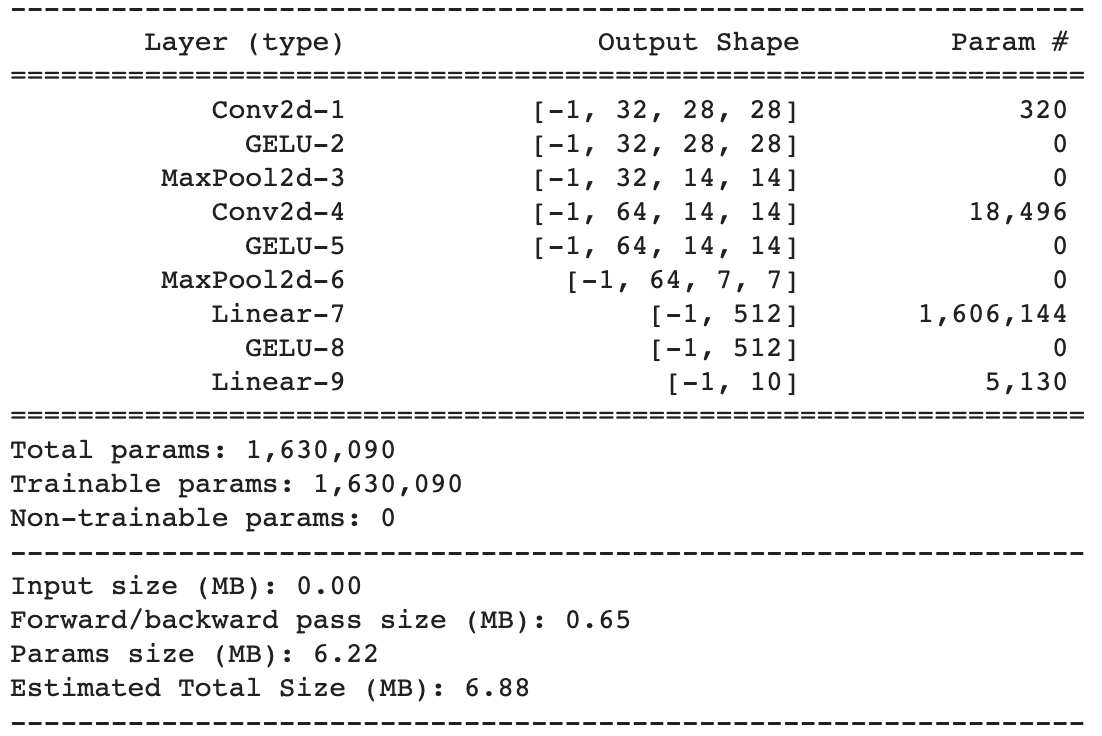 ----------------------------------------------------------------
Layer (type) Output Shape Param #
================================================================
Conv2d-1 [-1, 32, 28, 28] 320
GELU-2 [-1, 32, 28, 28] 0
MaxPool2d-3 [-1, 32, 14, 14] 0
Conv2d-4 [-1, 64, 14, 14] 18,496
GELU-5 [-1, 64, 14, 14] 0
MaxPool2d-6 [-1, 64, 7, 7] 0
Linear-7 [-1, 512] 1,606,144
GELU-8 [-1, 512] 0
Linear-9 [-1, 10] 5,130
================================================================
Total params: 1,630,090
Trainable params: 1,630,090
Non-trainable params: 0
----------------------------------------------------------------
Input size (MB): 0.00
Forward/backward pass size (MB): 0.65
Params size (MB): 6.22
Estimated Total Size (MB): 6.88
----------------------------------------------------------------